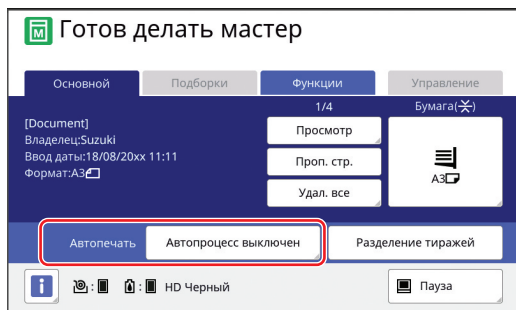 Готов делать мастер
Основной
Подборки
Функции
Управление
1/4
Бумага(
)
[Document]
Владелец:Suzuki
Ввод даты:18/08/20xx 11:11
Формат:A3
Просмотр
Проп. стр.
Удал. все
A3
Автопечать
Автопроцесс выключен
Разделение тиражей
i
:
:
HD Черный
Пауза